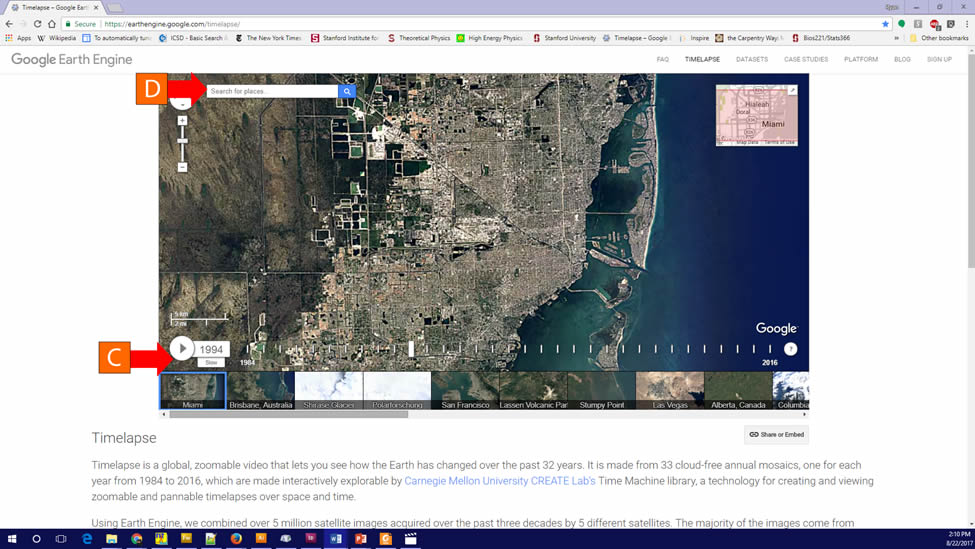 Timelapse – Google Eart
Ryan
Secure | https://earthengine.google.com/timelapse/
Apps Wikipedia To automatically tune ICSD - Basic Search & The New York Times Stanford Institute for Theoretical Physics High Energy Physics Stanford University Timelapse – Google E Inspire the Carpentry Way: M Bios221/Stats366 » Other bookmarks
Google Earth Engine
FAQ TIMELAPSE DATASETS CASE STUDIES PLATFORM BLOG SIGN UP
D
Search for places...
Hialeah
Doral
Miami
Map Data Terms of Use
5 km
2 mi
Google
C
1994
Slow
1984
2016
?
Miami Brisbane, Australia Shirase Glacier Polarforschung San Francisco Lassen Volcanic Par Stumpy Point Las Vegas Alberta, Canada Columbia
Timelapse
Share or Embed
Timelapse is a global, zoomable video that lets you see how the Earth has changed over the past 32 years. It is made from 33 cloud-free annual mosaics, one for each
year from 1984 to 2016, which are made interactively explorable by Carnegie Mellon University CREATE Lab's Time Machine library, a technology for creating and viewing
zoomable and pannable timelapses over space and time.
Using Earth Engine, we combined over 5 million satellite images acquired over the past three decades by 5 different satellites. The majority of the images come from
2:10 PM
8/22/2017